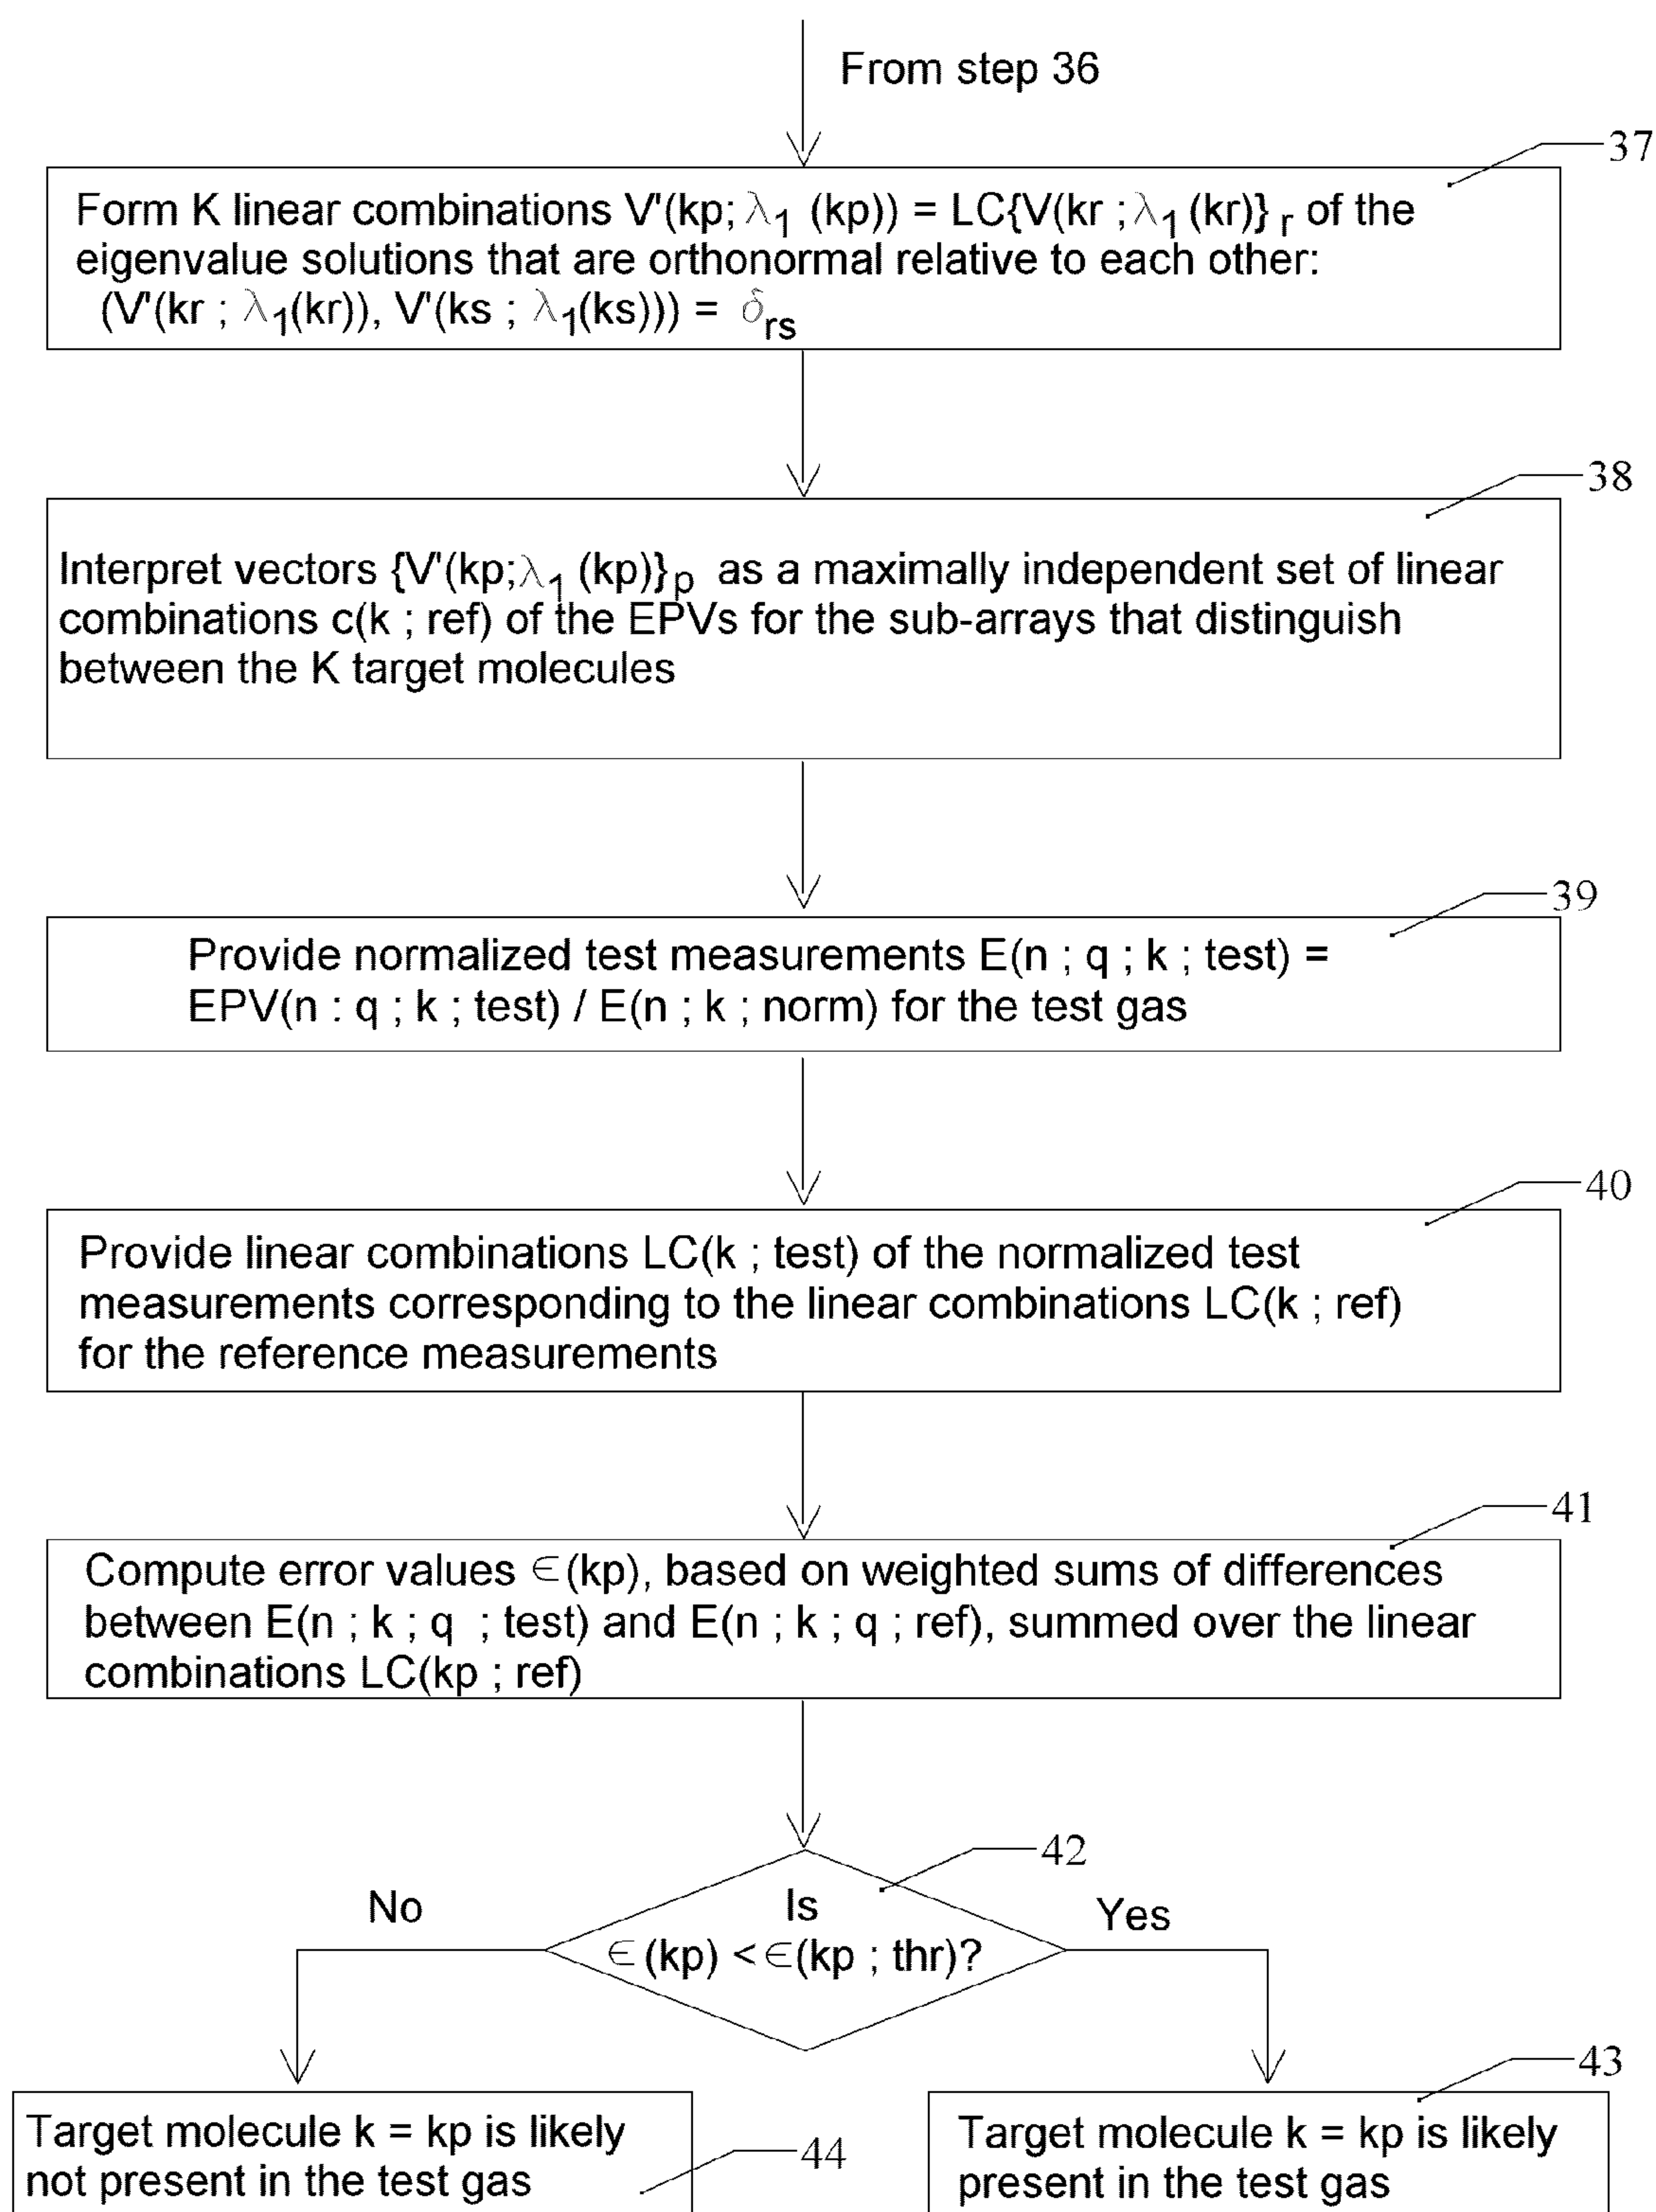 From step 36
37
Form K linear combinations V'(kp; λ1 (kp)) = LC{V(kr ; λ1 (kr)} r of the
eigenvalue solutions that are orthonormal relative to each other:
(V'(kr ; λ1(kr)), V'(ks ; λ1(ks))) = δrs
38
Interpret vectors {V'(kp;λ1 (kp)}p as a maximally independent set of linear
combinations c(k ; ref) of the EPVs for the sub-arrays that distinguish
between the K target molecules
39
Provide normalized test measurements E(n ; q ; k ; test) =
EPV(n : q ; k ; test) / E(n ; k ; norm) for the test gas
40
Provide linear combinations LC(k ; test) of the normalized test
measurements corresponding to the linear combinations LC(k ; ref)
for the reference measurements
41
Compute error values ∈(kp), based on weighted sums of differences
between E(n ; k ; q ; test) and E(n ; k ; q ; ref), summed over the linear
combinations LC(kp ; ref)
42
No
Is
Yes
∈(kp) < ∈(kp ; thr)?
43
Target molecule k = kp is likely
not present in the test gas
44
Target molecule k = kp is likely
present in the test gas